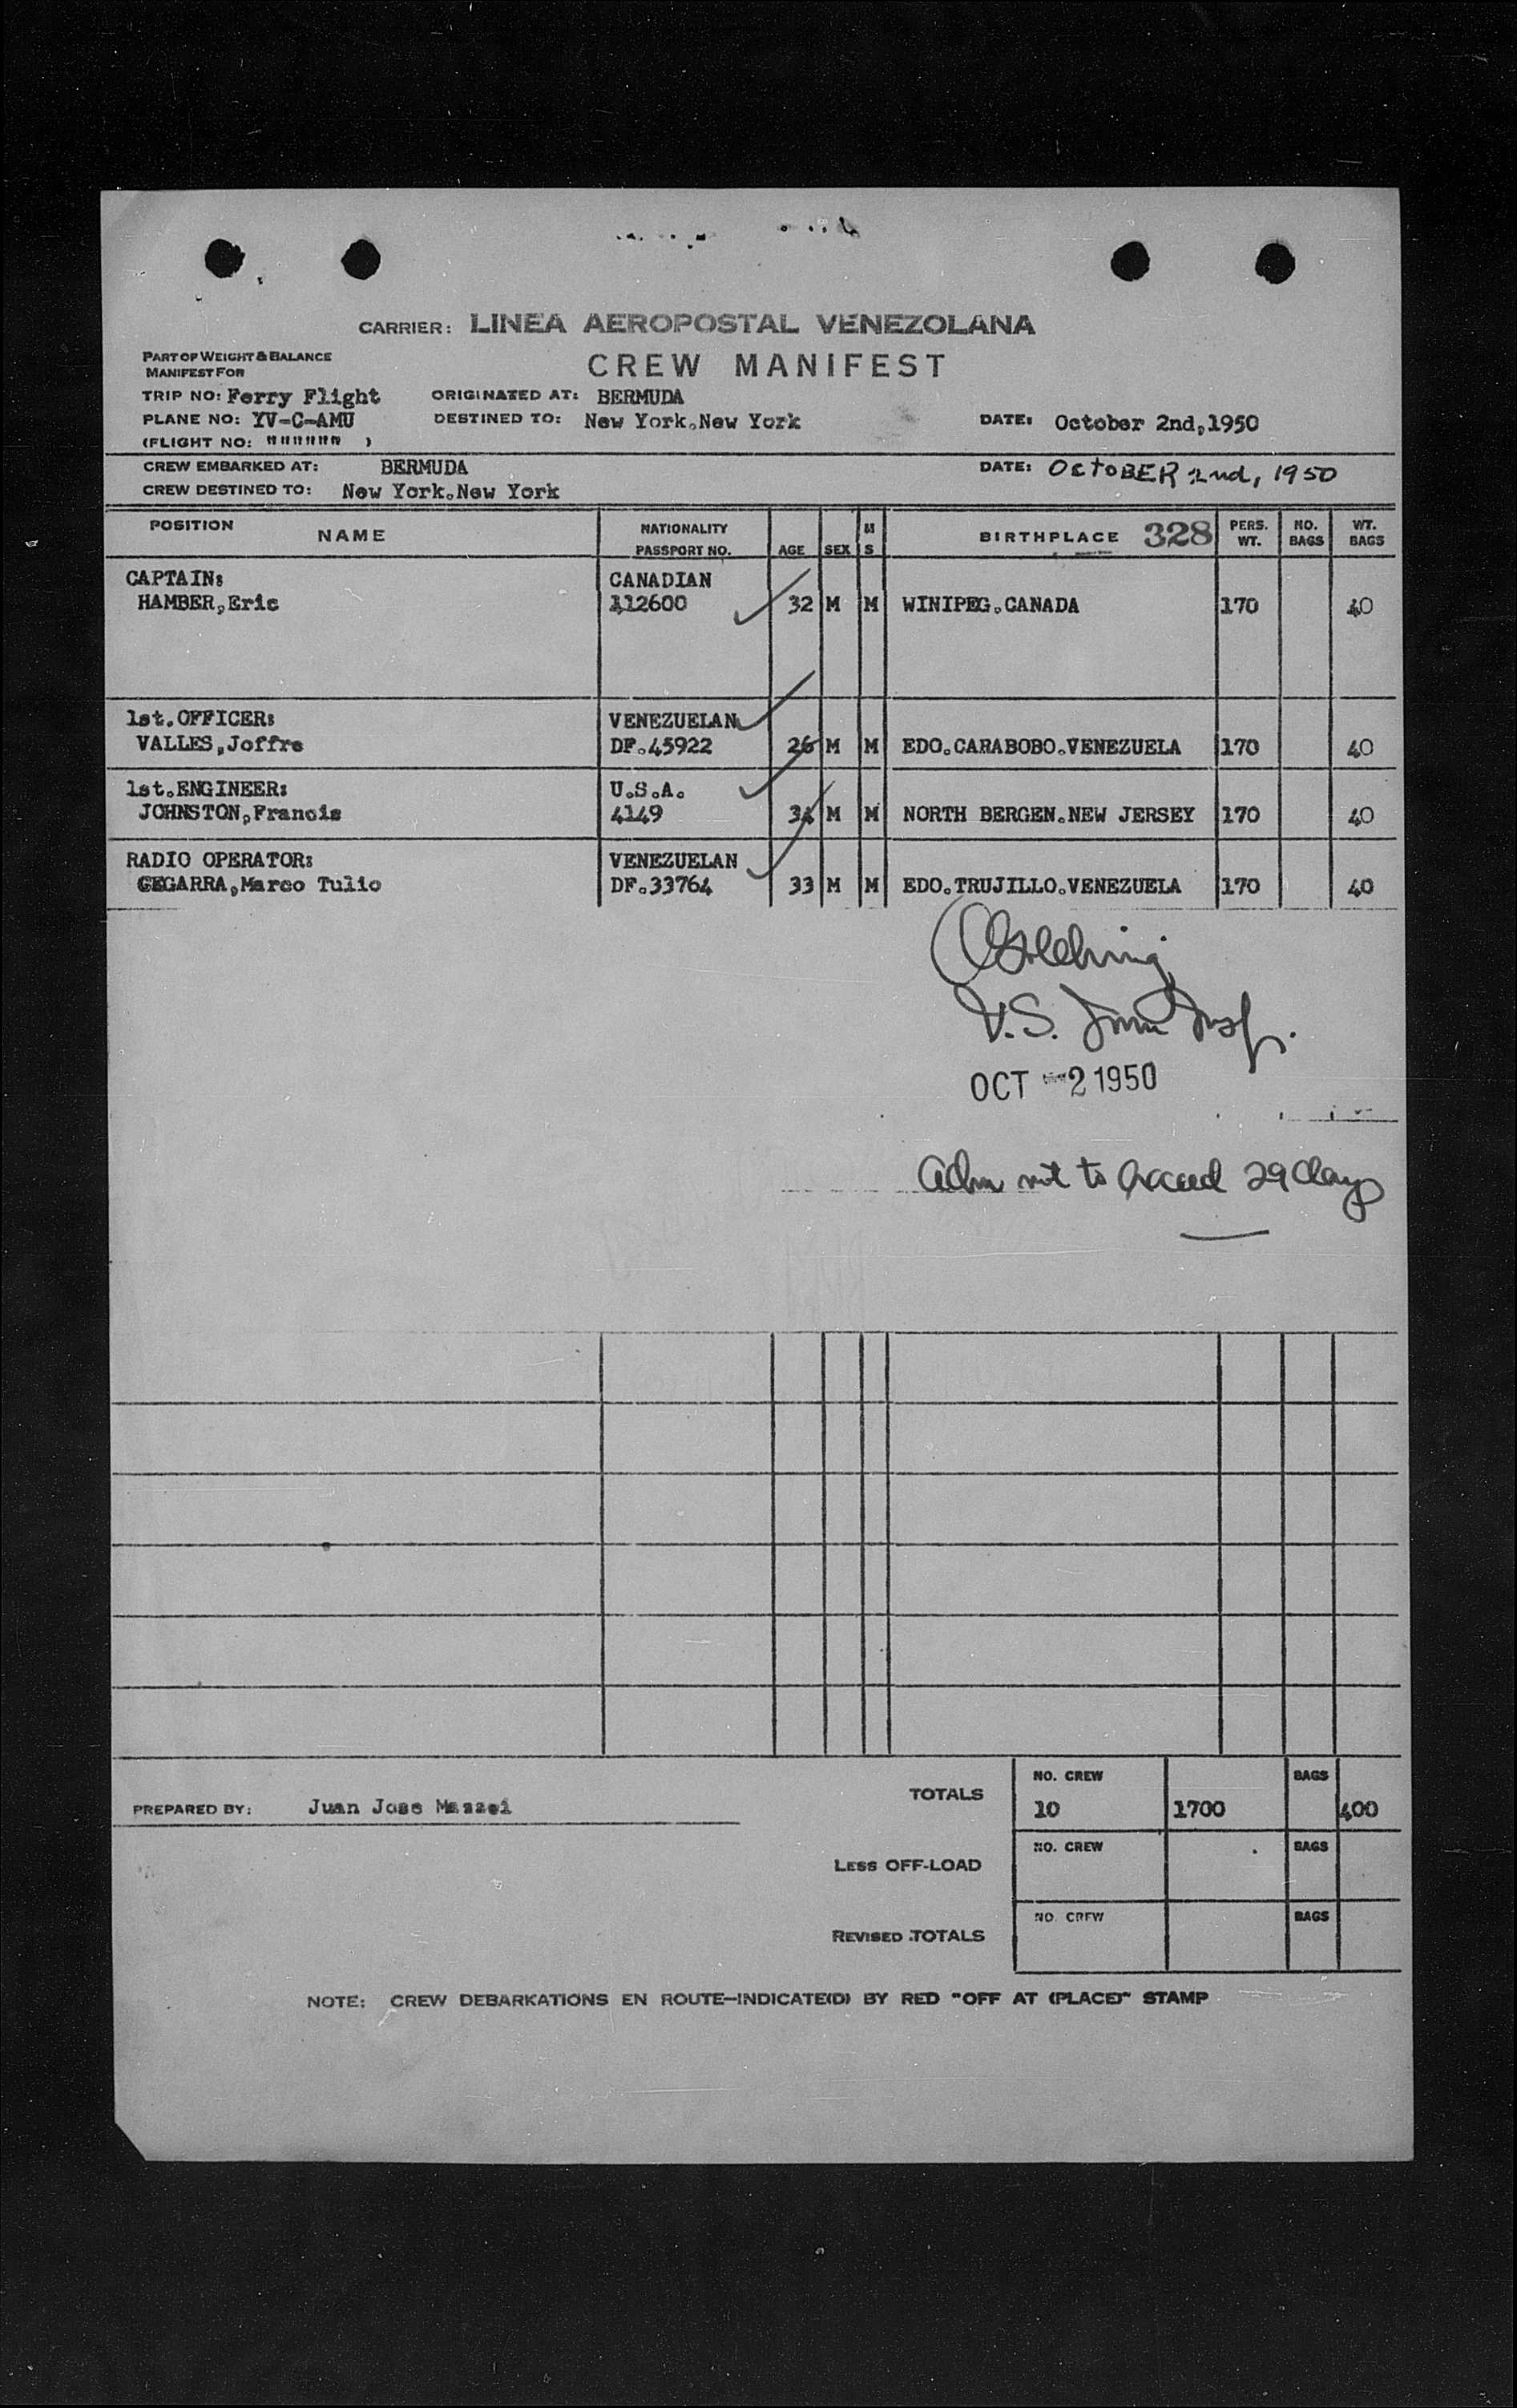 CARRIER: LINEA AEROPOSTAL VENEZOLANA
PART OF WEIGHT & BALANCE
MANIFEST FOR
CREW MANIFEST
TRIP NO: Ferry Flight ORIGINATED AT: BERMUDA
PLANE NO: YV-C-AMU DESTINED TO: New York.New York DATE: October 2nd,1950
(FLIGHT NO: """""" )
CREW EMBARKED AT: BERMUDA DATE: OCTOBER 2nd, 1950
CREW DESTINED TO: New York.New York
POSITION NAME NATIONALITY PASSPORT NO. AGE SEX M S BIRTHPLACE 328 PERS. WT. NO. BAGS WT. BAGS
CAPTAIN: CANADIAN
HAMBER,Eric 112600 32 M M WINIPEG.CANADA 170 40
1st.OFFICER: VENEZUELAN
VALLES,Joffre DF.45922 26 M M EDO.CARABOBO.VENEZUELA 170 40
1st.ENGINEER: U.S.A.
JOHNSTON,Francis 4149 34 M M NORTH BERGEN.NEW JERSEY 170 40
RADIO OPERATOR: VENEZUELAN
CEGARRA,Marco Tulio DF.33764 33 M M EDO.TRUJILLO.VENEZUELA 170 40
U.S. Imm Insp.
OCT 2 1950
Adm not to exceed 29 days
TOTALS NO. CREW BAGS
PREPARED BY: Juan Jose Mazzei 10 1700 400
LESS OFF-LOAD NO. CREW BAGS
REVISED TOTALS NO. CREW BAGS
NOTE: CREW DEBARKATIONS EN ROUTE-INDICATE(D) BY RED "OFF AT (PLACE)" STAMP